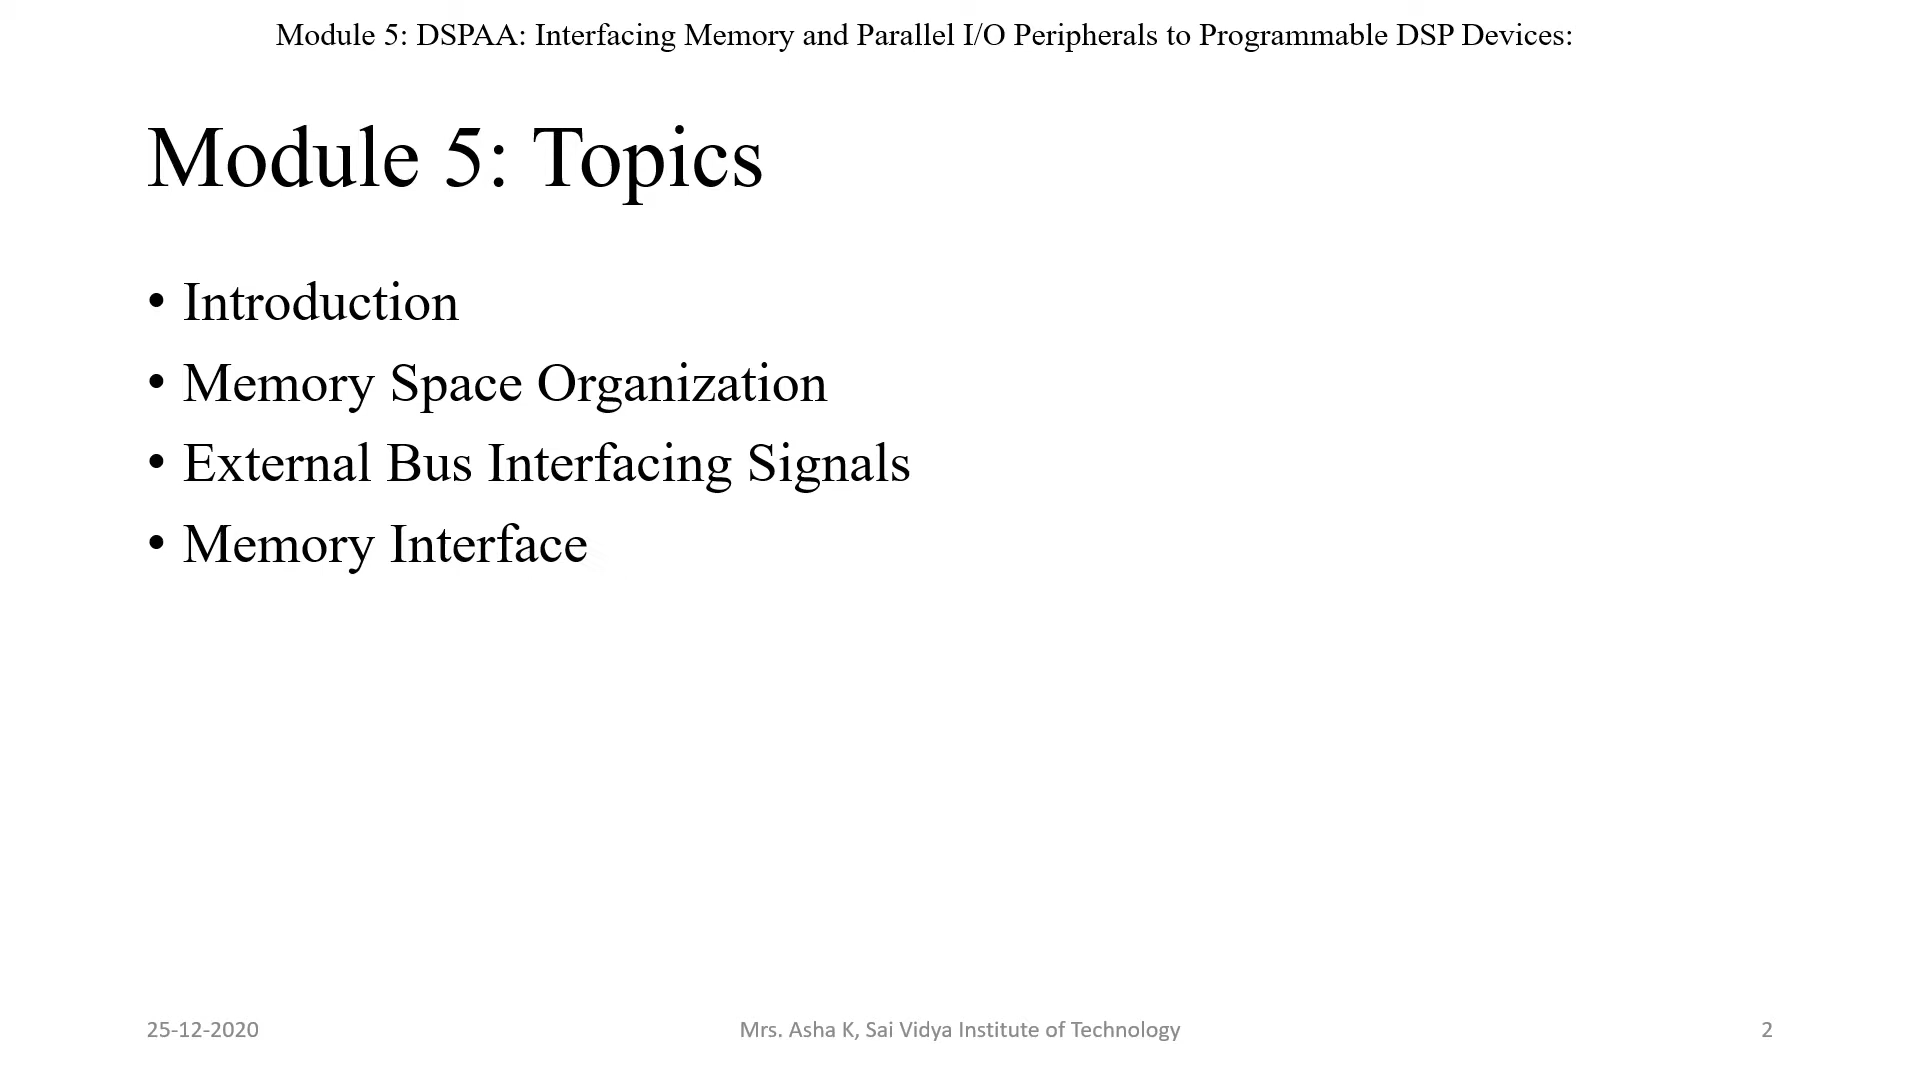 Module 5: DSPAA: Interfacing Memory and Parallel I/O Peripherals to Programmable DSP Devices:
Module 5: Topics
• Introduction
• Memory Space Organization
• External Bus Interfacing Signals
• Memory Interface
25-12-2020
Mrs. Asha K, Sai Vidya Institute of Technology
2